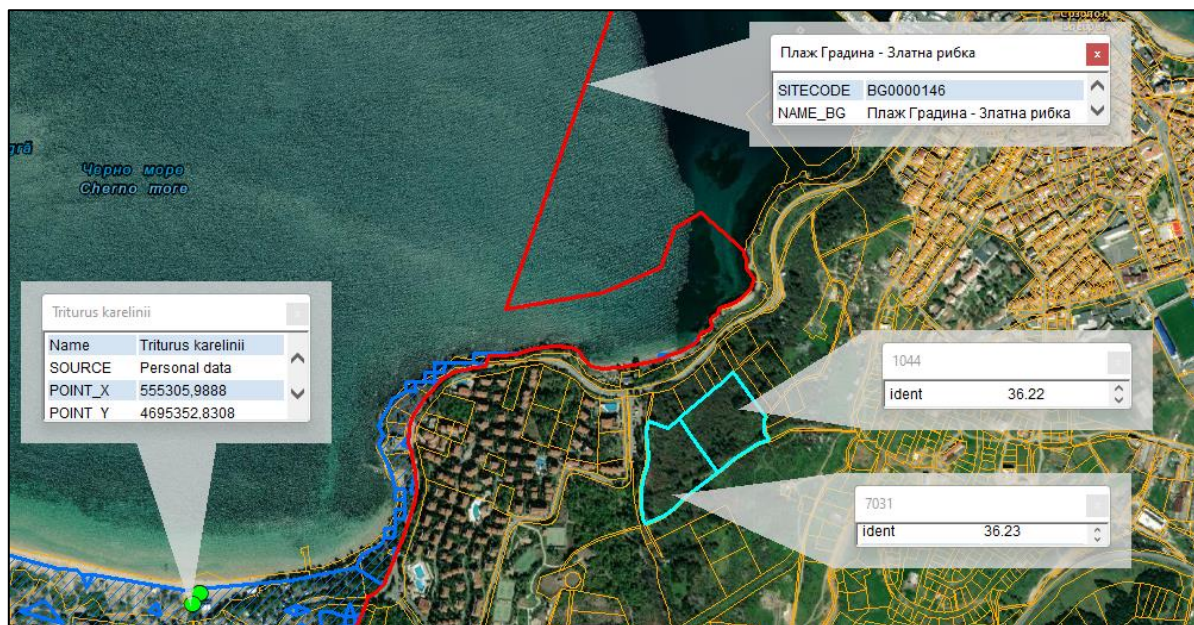 Созопол
Плаж Градина - Златна рибка
x
SITECODE BG0000146
NAME_BG Плаж Градина - Златна рибка
Черно море
Cherno more
Triturus karelinii
Name Triturus karelinii
SOURCE Personal data
POINT_X 555305,9888
POINT_Y 4695352,8308
1044
ident 36.22
7031
ident 36.23